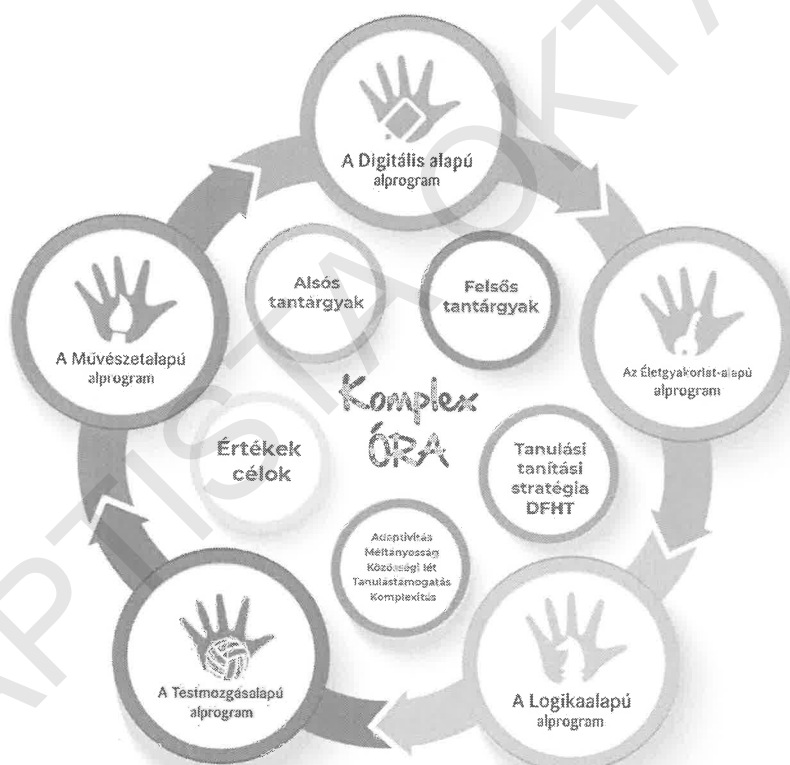 A Digitális alapú
alprogram
Alsós
tantárgyak
Felsős
tantárgyak
A Művészetalapú
alprogram
Az Életgyakorlat-alapú
alprogram
Komplex
ÓRA
Értékek
célok
Tanulási
tanítási
stratégia
DFHT
Adaptivitás
Méltányosság
Közösségi lét
Tanulástámogatás
Komplexitás
A Testmozgásalapú
alprogram
A Logikaalapú
alprogram